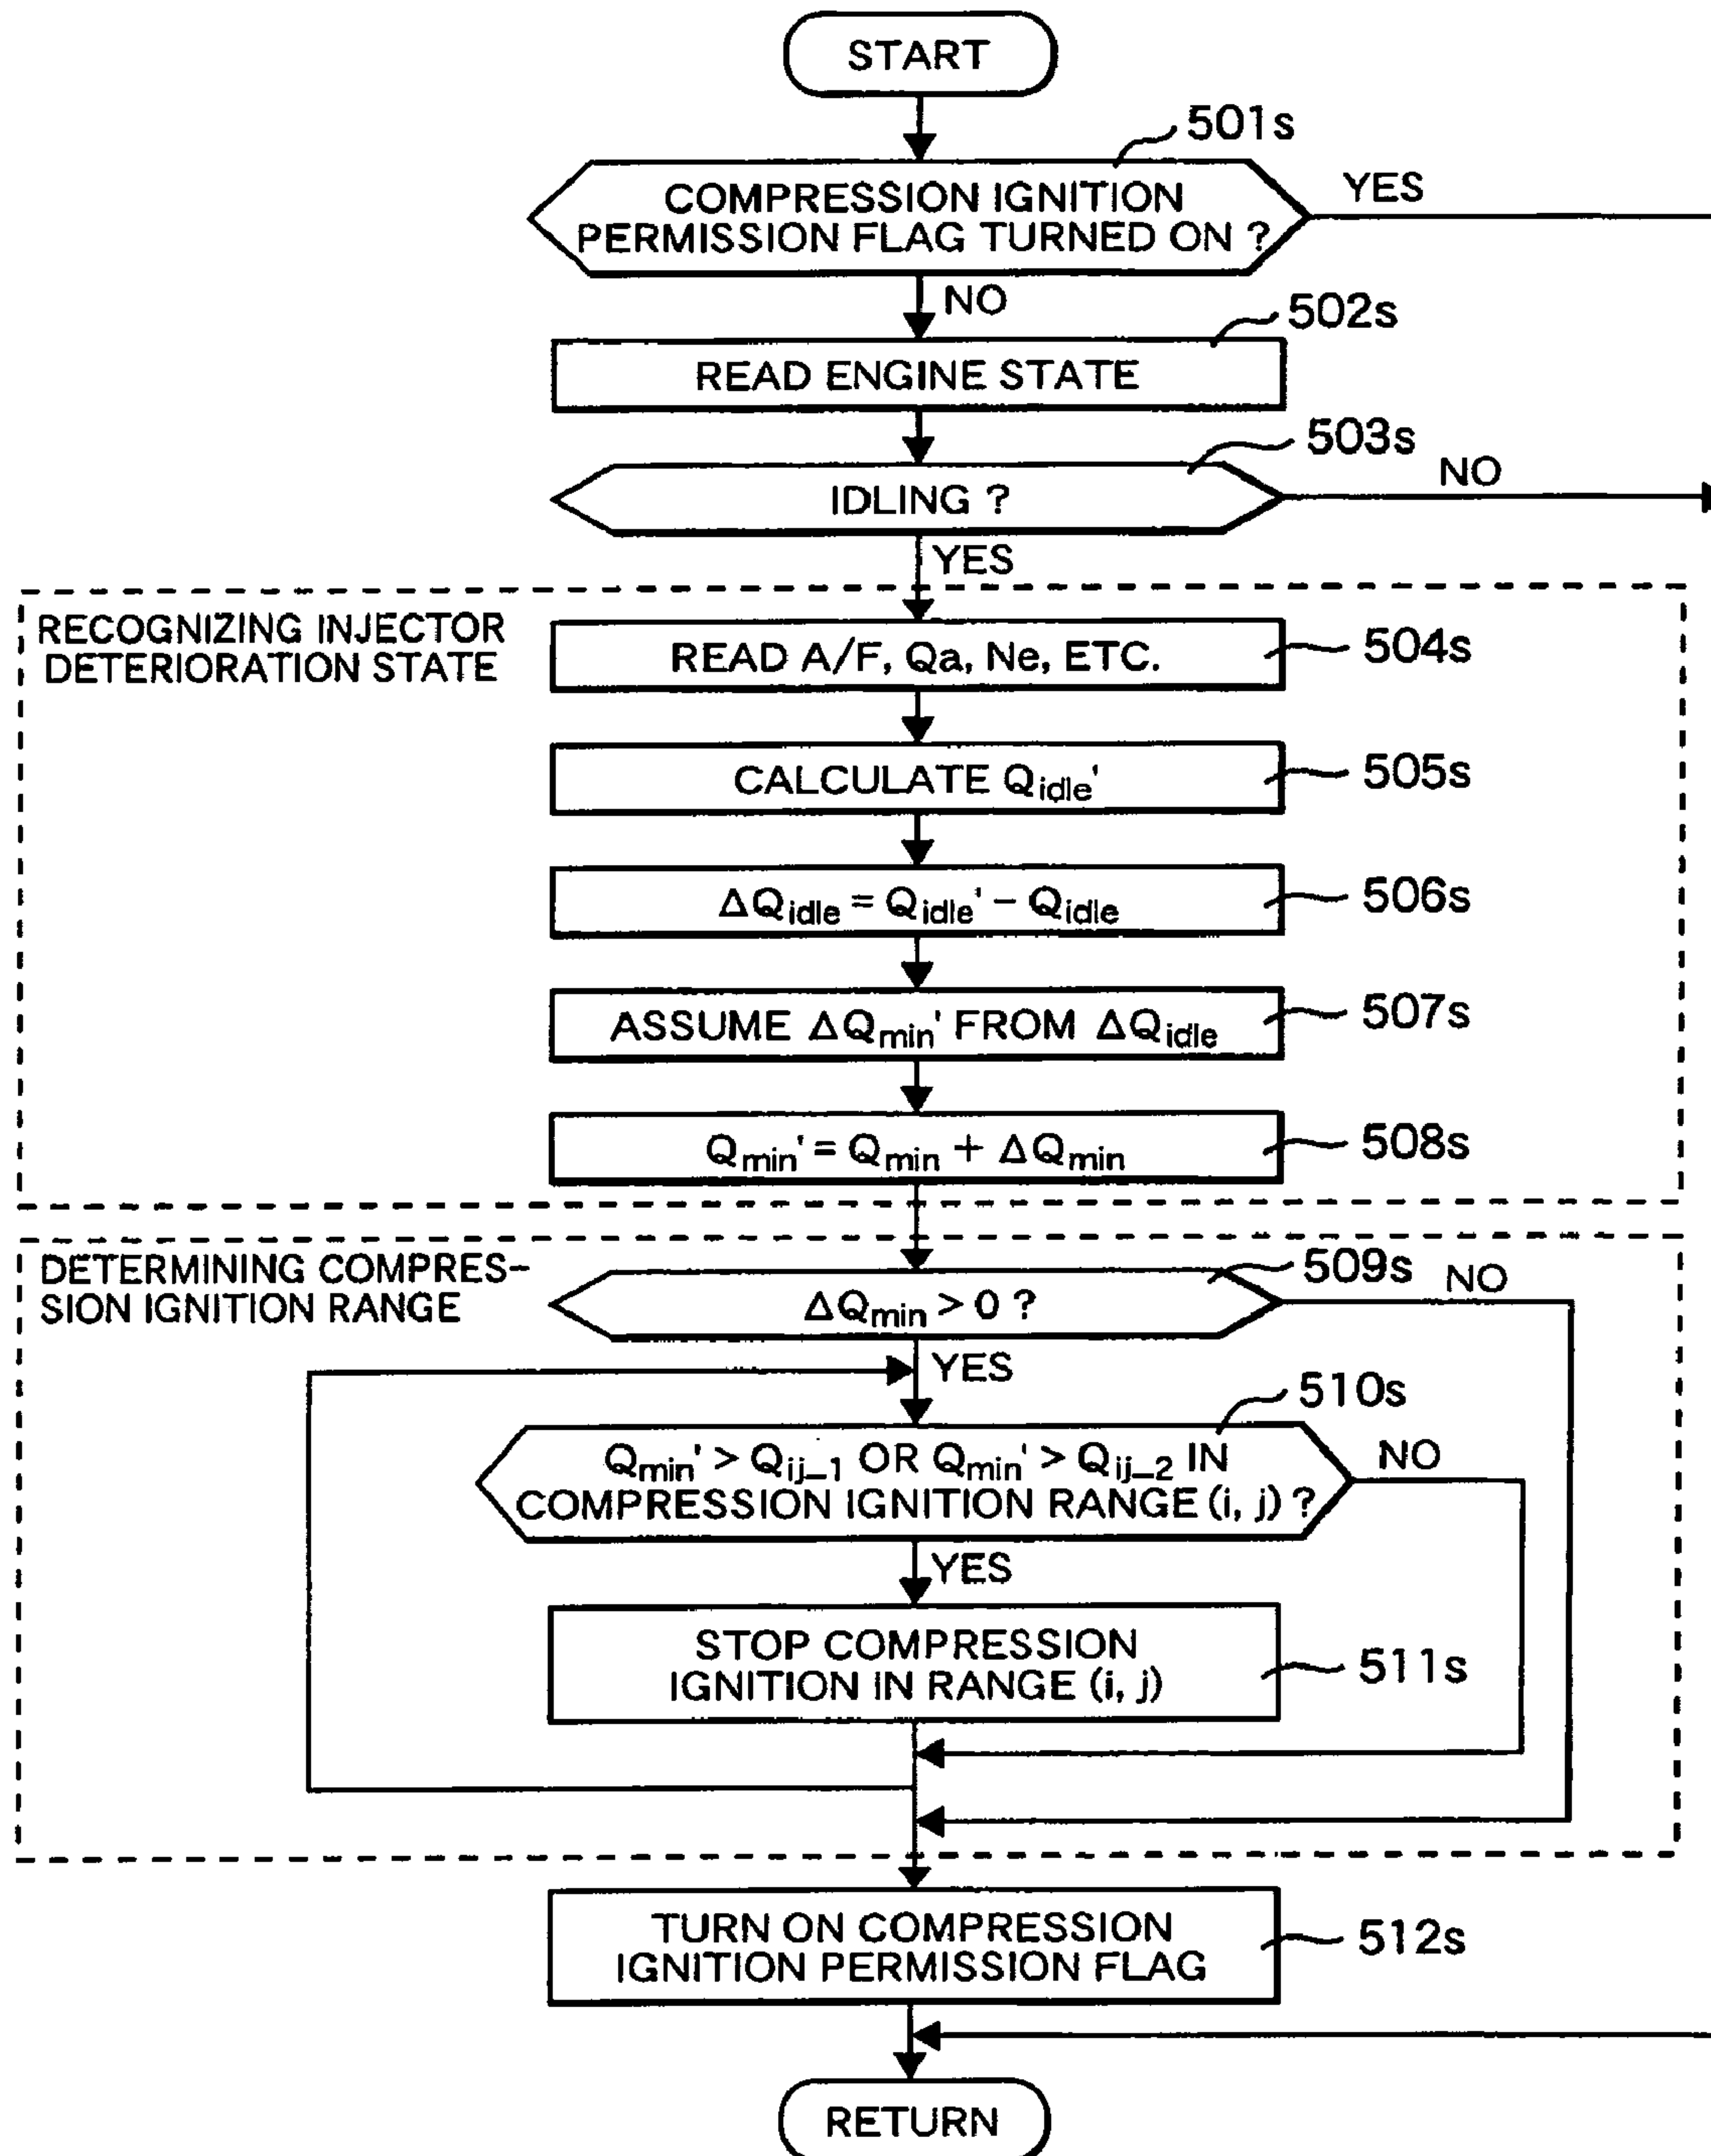 START
501s
COMPRESSION IGNITION
PERMISSION FLAG TURNED ON ?
YES
NO
502s
READ ENGINE STATE
503s
IDLING ?
NO
YES
RECOGNIZING INJECTOR
DETERIORATION STATE
READ A/F, Qa, Ne, ETC.
504s
CALCULATE Qidle'
505s
ΔQidle = Qidle' − Qidle
506s
ASSUME ΔQmin' FROM ΔQidle
507s
Qmin' = Qmin + ΔQmin
508s
DETERMINING COMPRES-
SION IGNITION RANGE
509s
ΔQmin > 0 ?
NO
YES
510s
Qmin' > Qij_1 OR Qmin' > Qij_2 IN
COMPRESSION IGNITION RANGE (i, j) ?
NO
YES
STOP COMPRESSION
IGNITION IN RANGE (i, j)
511s
TURN ON COMPRESSION
IGNITION PERMISSION FLAG
512s
RETURN